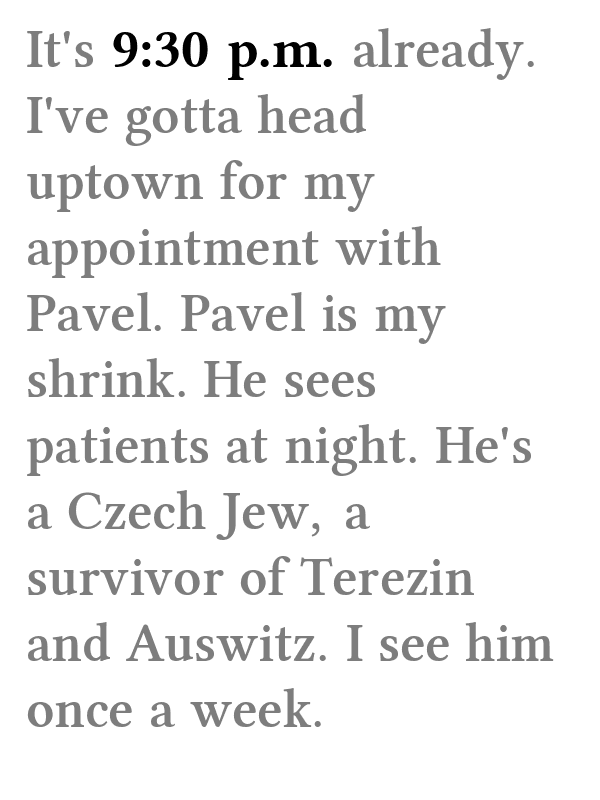 It's 9:30 p.m. already.
I've gotta head
uptown for my
appointment with
Pavel. Pavel is my
shrink. He sees
patients at night. He's
a Czech Jew, a
survivor of Terezin
and Auswitz. I see him
once a week.